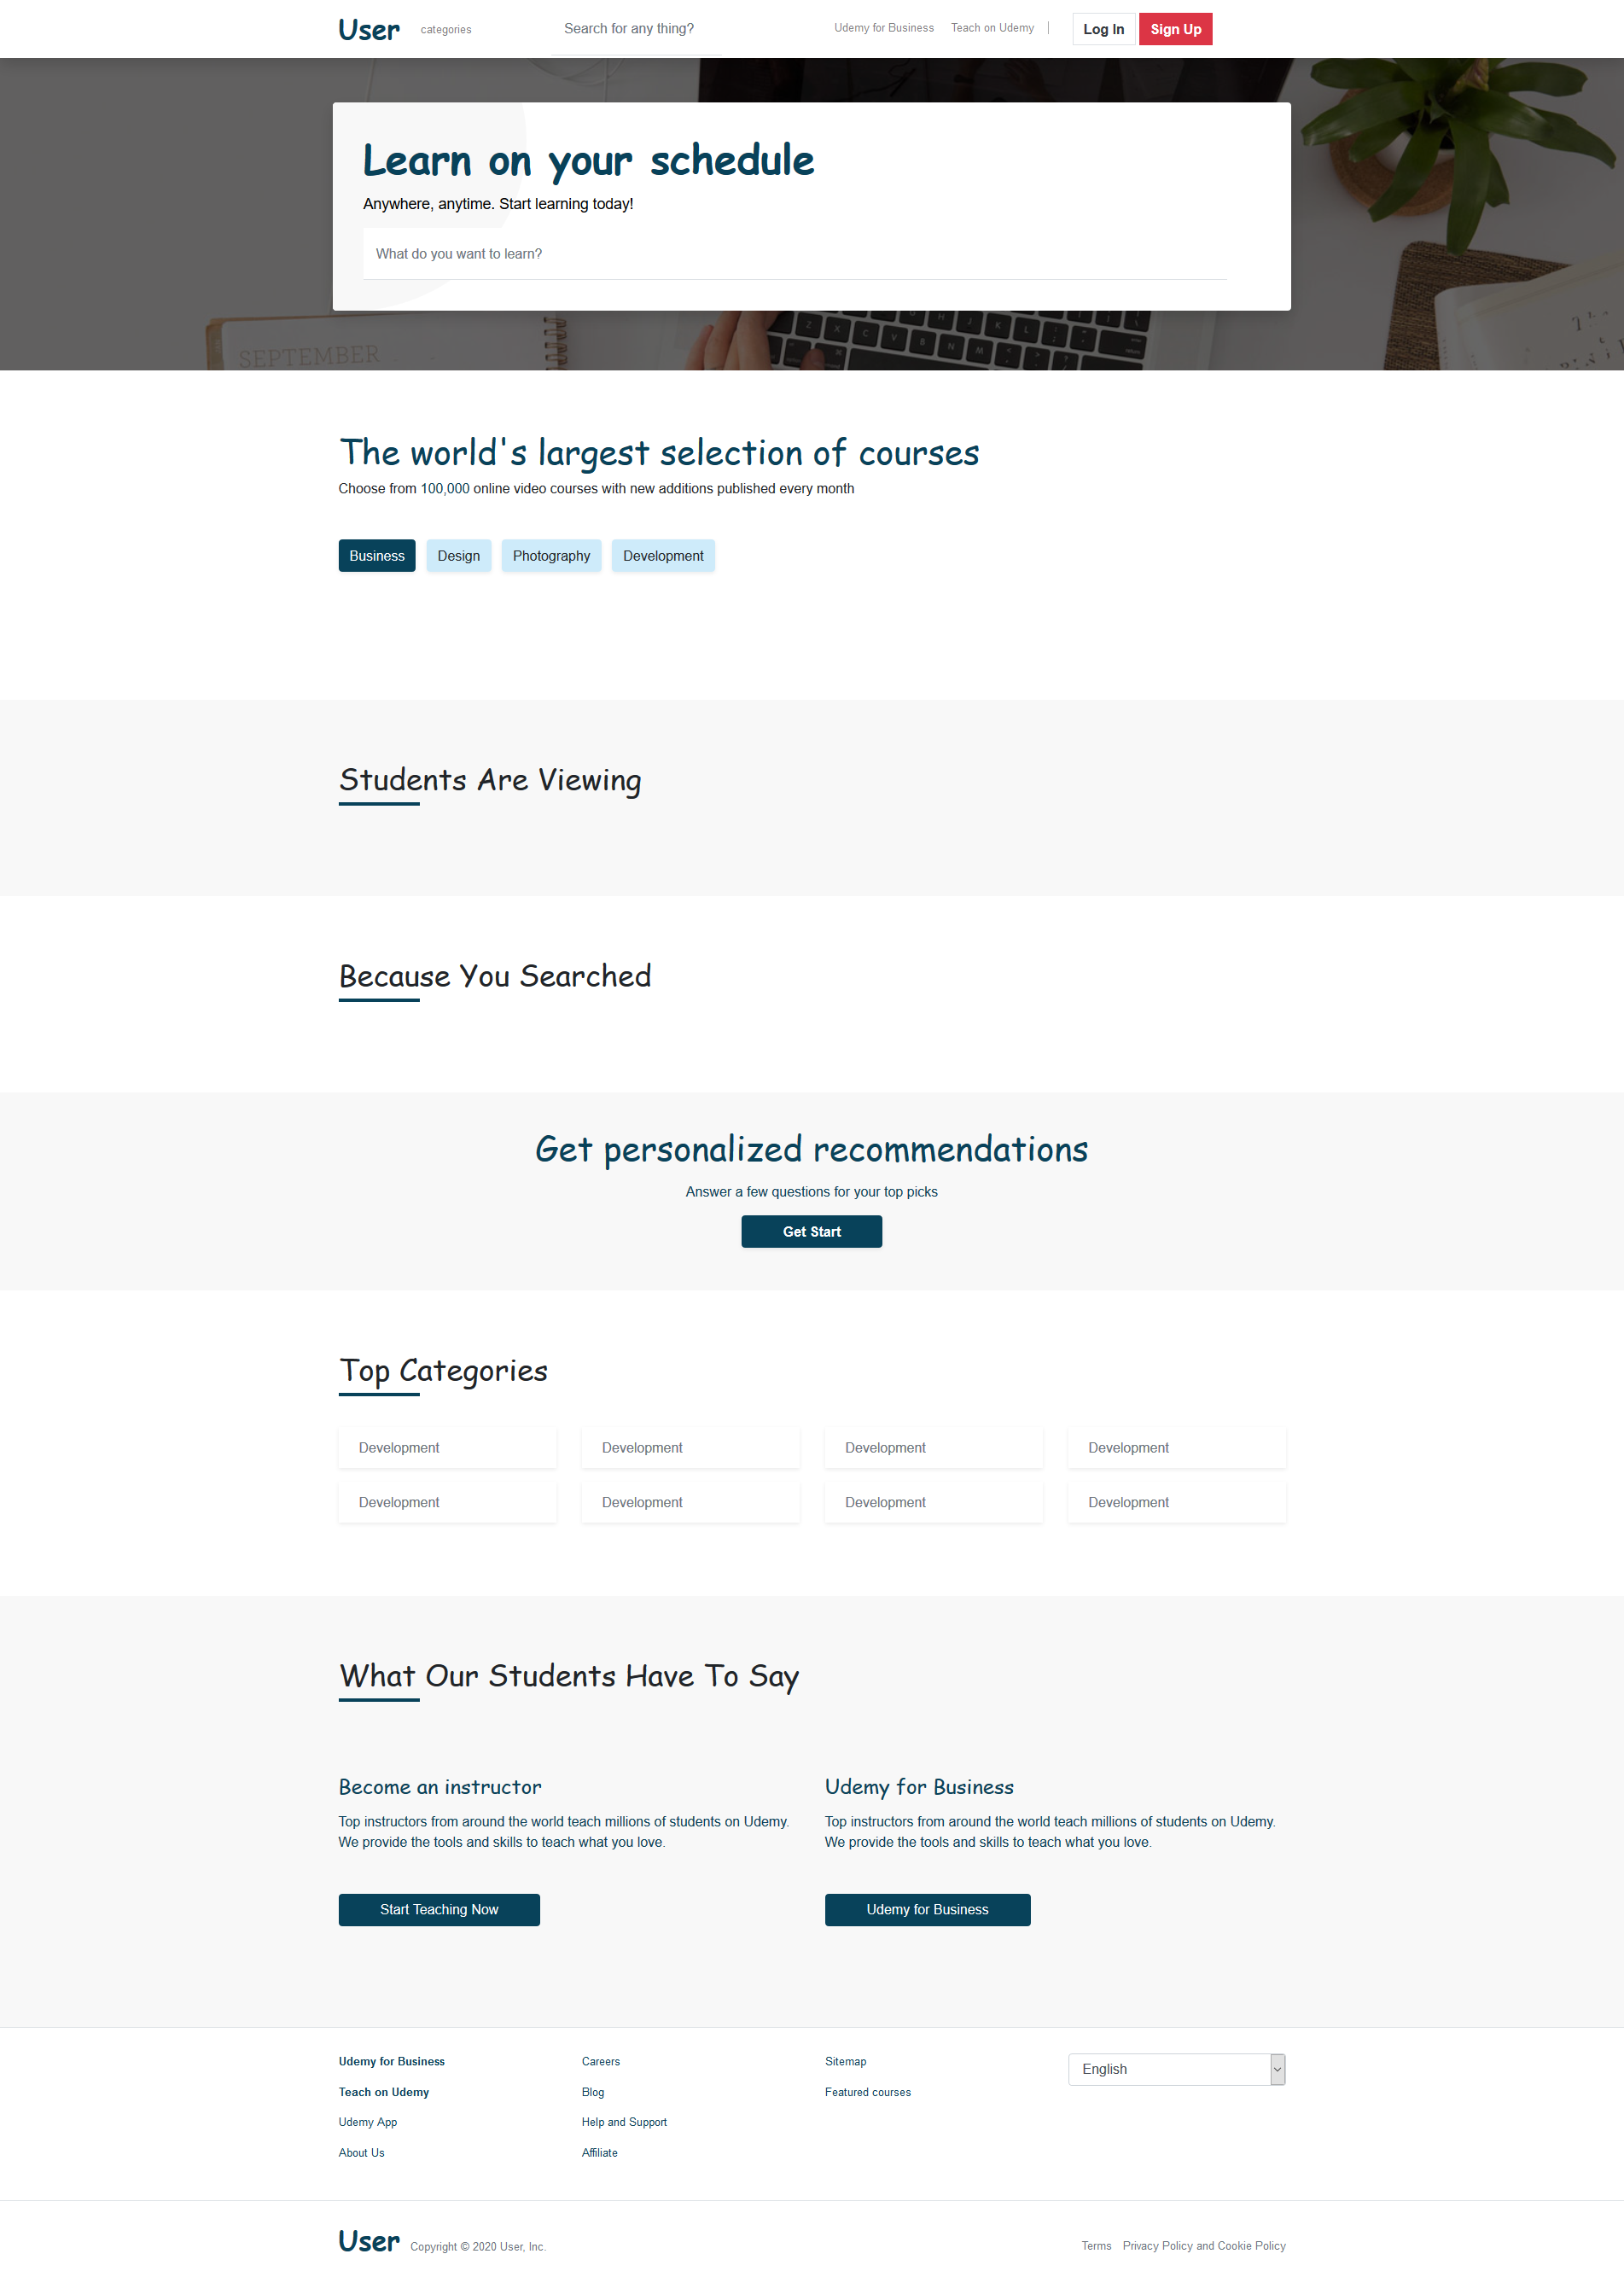 User
categories
Search for any thing?
Udemy for Business
Teach on Udemy
Log In
Sign Up
Learn on your schedule
Anywhere, anytime. Start learning today!
What do you want to learn?
SEPTEMBER
The world's largest selection of courses
Choose from 100,000 online video courses with new additions published every month
Business
Design
Photography
Development
Students Are Viewing
Because You Searched
Get personalized recommendations
Answer a few questions for your top picks
Get Start
Top Categories
Development
Development
Development
Development
Development
Development
Development
Development
What Our Students Have To Say
Become an instructor
Top instructors from around the world teach millions of students on Udemy.
We provide the tools and skills to teach what you love.
Start Teaching Now
Udemy for Business
Top instructors from around the world teach millions of students on Udemy.
We provide the tools and skills to teach what you love.
Udemy for Business
Udemy for Business
Teach on Udemy
Udemy App
About Us
Careers
Blog
Help and Support
Affiliate
Sitemap
Featured courses
English
User
Copyright © 2020 User, Inc.
Terms
Privacy Policy and Cookie Policy